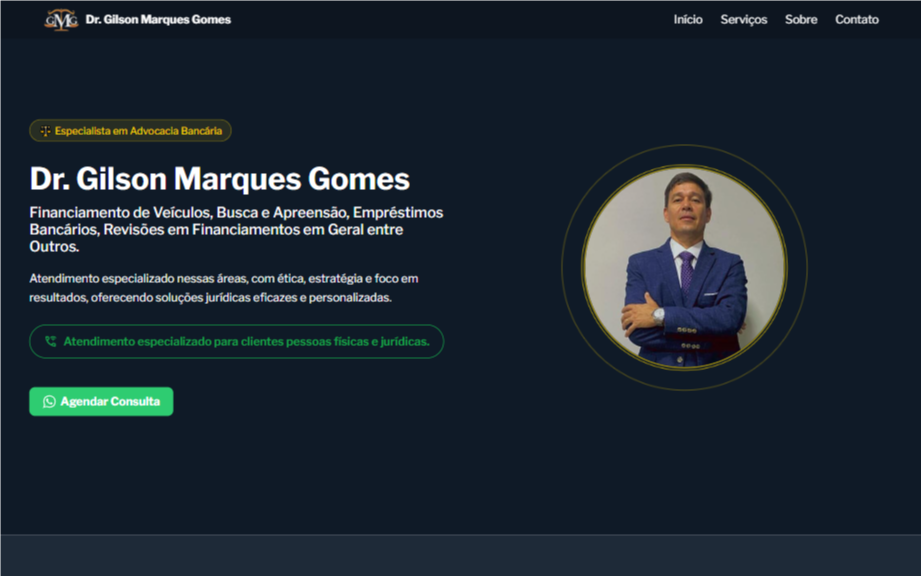 GMG Dr. Gilson Marques Gomes
Início Serviços Sobre Contato
Especialista em Advocacia Bancária
Dr. Gilson Marques Gomes
Financiamento de Veículos, Busca e Apreensão, Empréstimos
Bancários, Revisões em Financiamentos em Geral entre
Outros.
Atendimento especializado nessas áreas, com ética, estratégia e foco em
resultados, oferecendo soluções jurídicas eficazes e personalizadas.
Atendimento especializado para clientes pessoas físicas e jurídicas.
Agendar Consulta